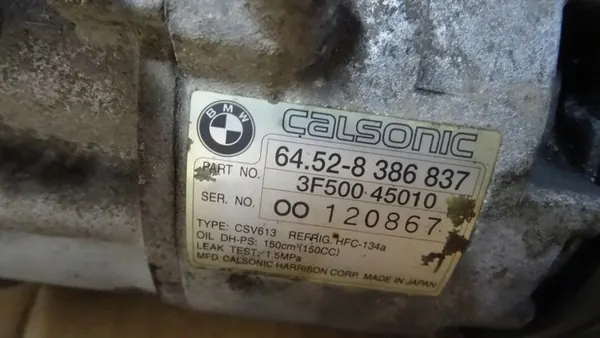 BMW
CALSONIC
PART NO. 64.52-8 386 837
3F500 45010
SER. NO. OO 120867
TYPE: CSV613 REFRIG. HFC-134a
OIL DH-PS: 150cm³(150CC)
LEAK TEST: 1.5MPa
MFD. CALSONIC HARRISON CORP. MADE IN JAPAN